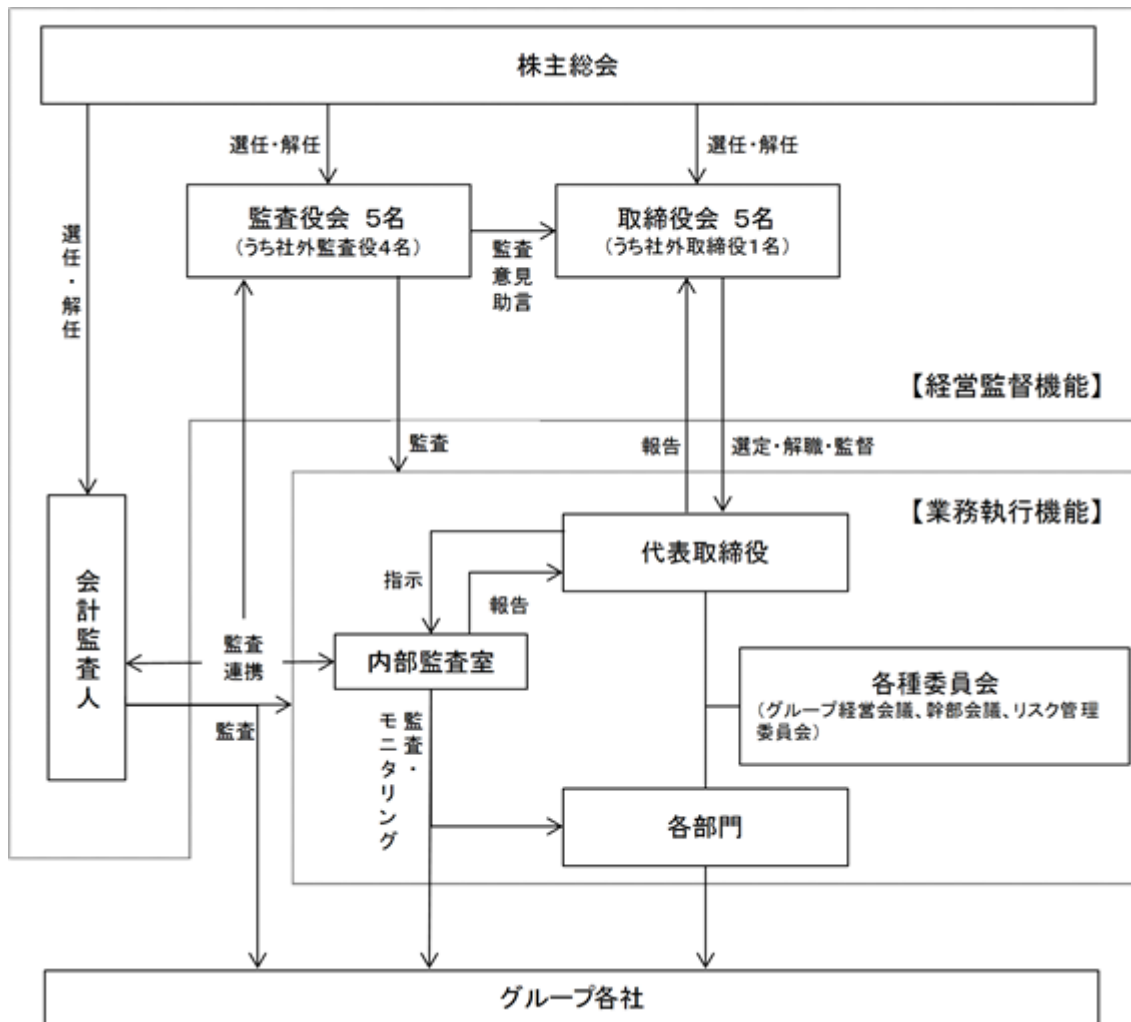 株主総会
選任・解任
選任・解任
選任・解任
監査役会 5名
(うち社外監査役4名)
監査
意見
助言
取締役会 5名
(うち社外取締役1名)
【経営監督機能】
監査
報告
選定・解職・監督
【業務執行機能】
代表取締役
指示
報告
会計監査人
監査
連携
内部監査室
各種委員会
(グループ経営会議、幹部会議、リスク管理
委員会)
監査
監査・
モニタリング
各部門
グループ各社